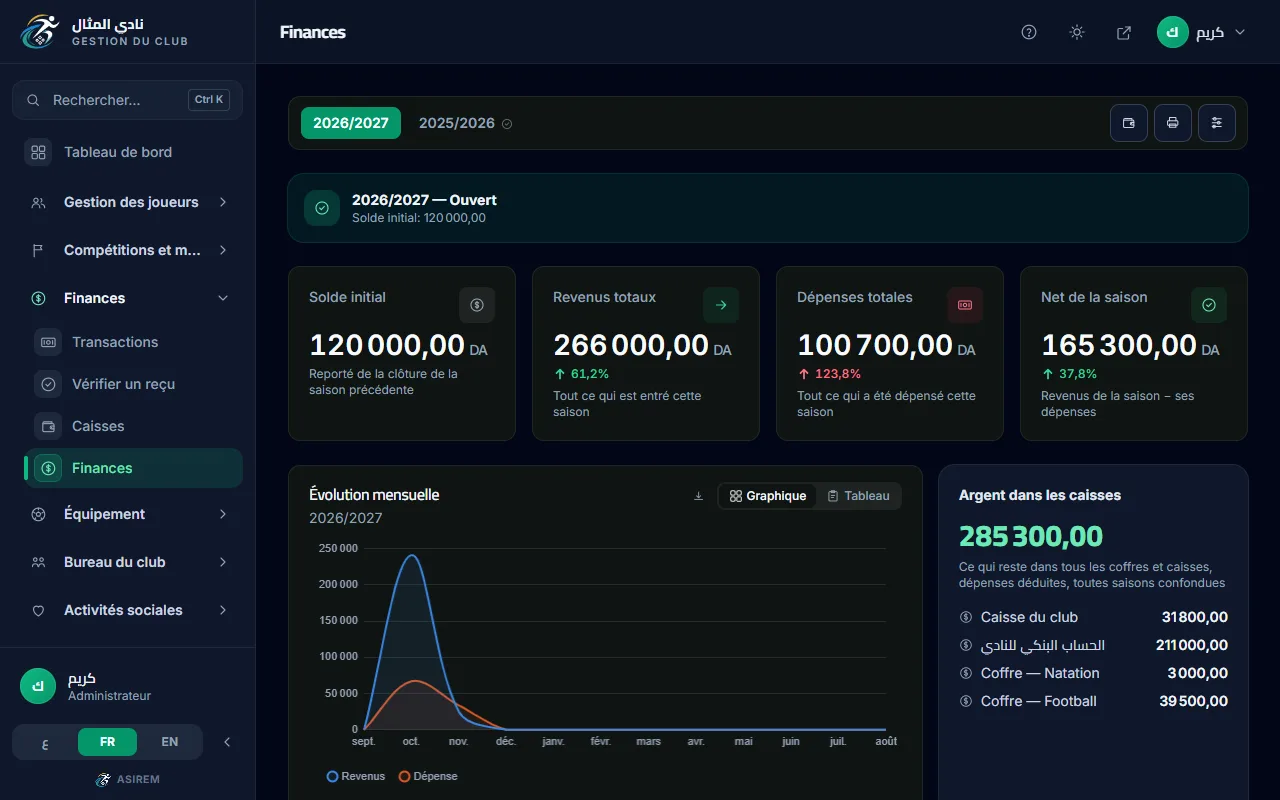 نادي المثال
GESTION DU CLUB
Rechercher...
Ctrl K
Tableau de bord
Gestion des joueurs
Compétitions et m...
Finances
Transactions
Vérifier un reçu
Caisses
Finances
Équipement
Bureau du club
Activités sociales
ك
كريم
Administrateur
ع
FR
EN
ASIREM
Finances
ك
كريم
2026/2027
2025/2026
2026/2027 — Ouvert
Solde initial: 120 000,00
Solde initial
120 000,00 DA
Reporté de la clôture de la
saison précédente
Revenus totaux
266 000,00 DA
↑ 61,2%
Tout ce qui est entré cette
saison
Dépenses totales
100 700,00 DA
↑ 123,8%
Tout ce qui a été dépensé cette
saison
Net de la saison
165 300,00 DA
↑ 37,8%
Revenus de la saison − ses
dépenses
Évolution mensuelle
2026/2027
Graphique
Tableau
250 000
200 000
150 000
100 000
50 000
0
sept. oct. nov. déc. janv. févr. mars avr. mai juin juil. août
Revenus Dépense
Argent dans les caisses
285 300,00
Ce qui reste dans tous les coffres et caisses,
dépenses déduites, toutes saisons confondues
Caisse du club 31 800,00
الحساب البنكي للنادي 211 000,00
Coffre — Natation 3 000,00
Coffre — Football 39 500,00